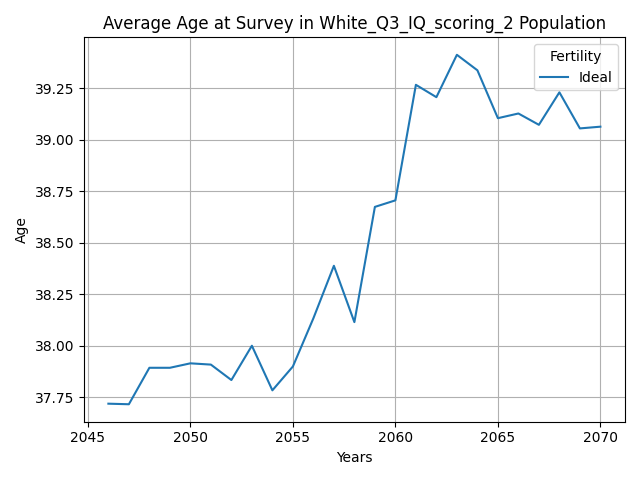 Average Age at Survey in White_Q3_IQ_scoring_2 Population
Fertility
Ideal
39.25
39.00
38.75
38.50
38.25
38.00
37.75
Age
2045 2050 2055 2060 2065 2070
Years